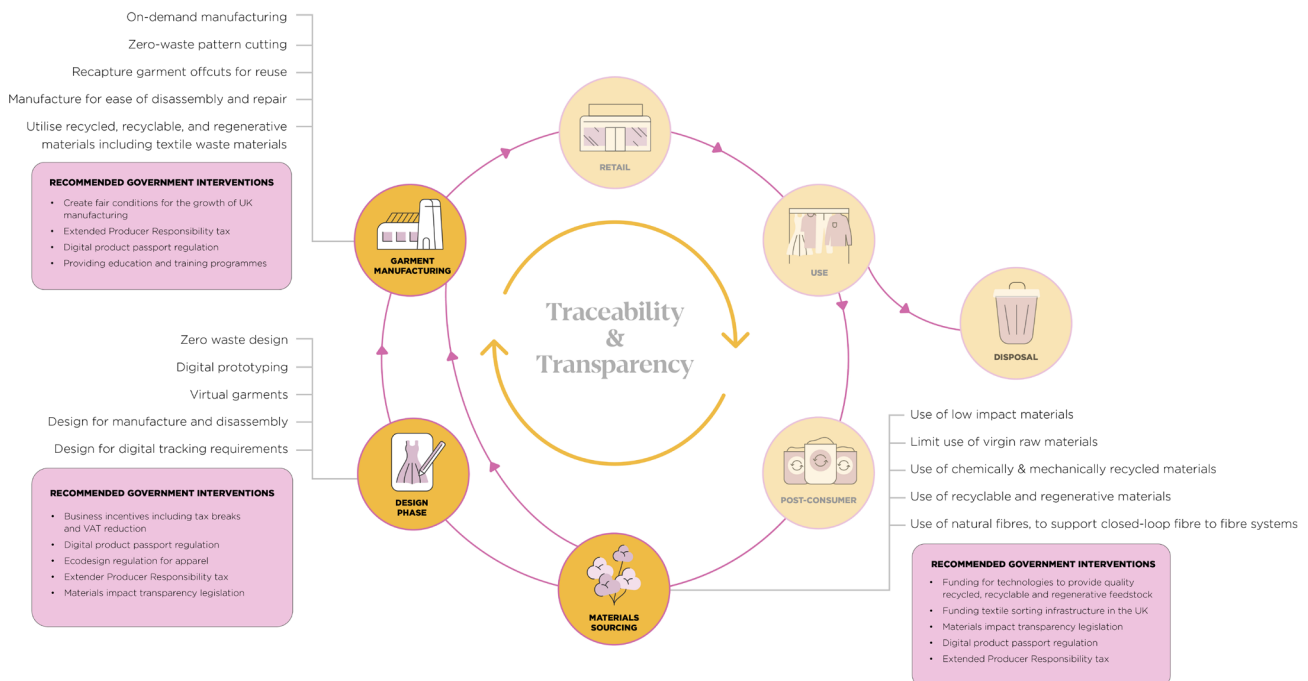 On-demand manufacturing
Zero-waste pattern cutting
Recapture garment offcuts for reuse
Manufacture for ease of disassembly and repair
Utilise recycled, recyclable, and regenerative
materials including textile waste materials
RECOMMENDED GOVERNMENT INTERVENTIONS
• Create fair conditions for the growth of UK
manufacturing
• Extended Producer Responsibility tax
• Digital product passport regulation
• Providing education and training programmes
GARMENT
MANUFACTURING
RETAIL
USE
DISPOSAL
Traceability
&
Transparency
Zero waste design
Digital prototyping
Virtual garments
Design for manufacture and disassembly
Design for digital tracking requirements
RECOMMENDED GOVERNMENT INTERVENTIONS
• Business incentives including tax breaks
and VAT reduction
• Digital product passport regulation
• Ecodesign regulation for apparel
• Extender Producer Responsibility tax
• Materials impact transparency legislation
DESIGN
PHASE
POST-CONSUMER
MATERIALS
SOURCING
Use of low impact materials
Limit use of virgin raw materials
Use of chemically & mechanically recycled materials
Use of recyclable and regenerative materials
Use of natural fibres, to support closed-loop fibre to fibre systems
RECOMMENDED GOVERNMENT INTERVENTIONS
• Funding for technologies to provide quality
recycled, recyclable and regenerative feedstock
• Funding textile sorting infrastructure in the UK
• Materials impact transparency legislation
• Digital product passport regulation
• Extended Producer Responsibility tax